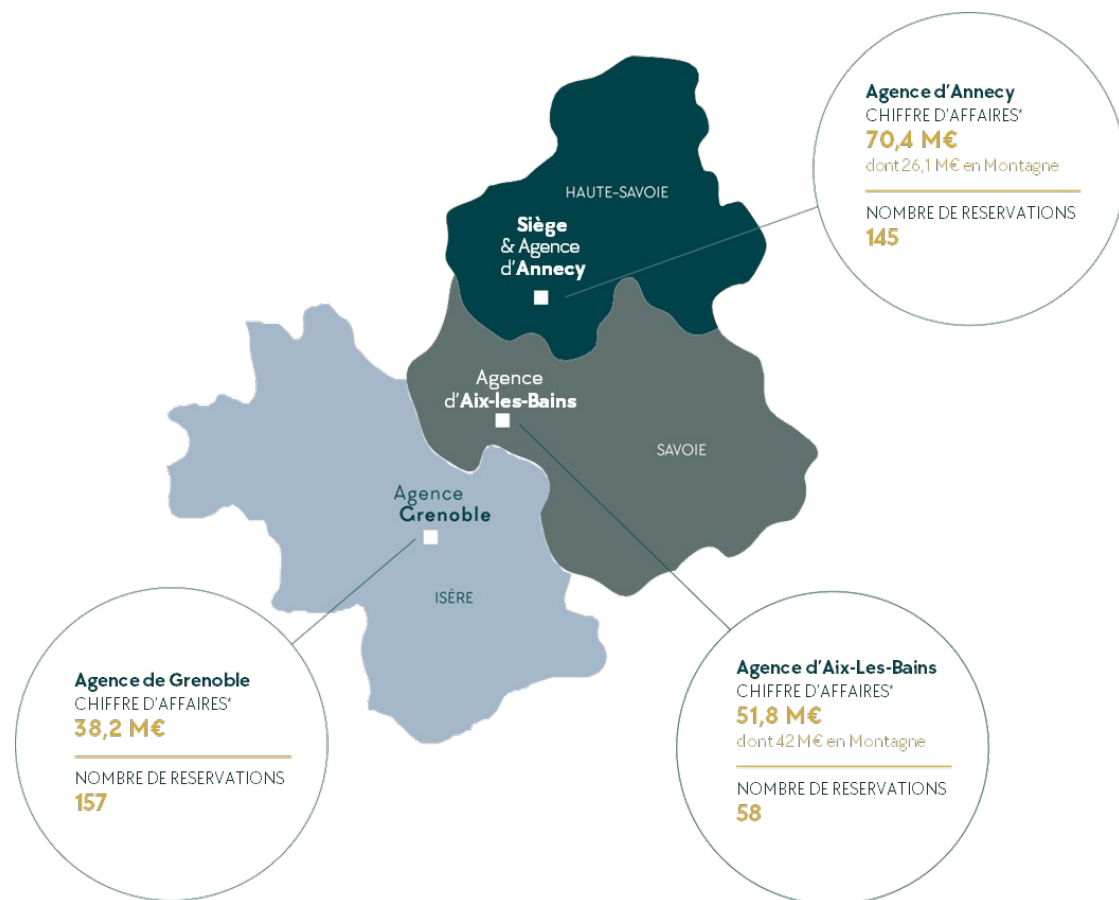 Agence d'Annecy
CHIFFRE D'AFFAIRES*
70,4 M€
dont 26,1 M€ en Montagne
NOMBRE DE RESERVATIONS
145
HAUTE-SAVOIE
Siège
& Agence
d'Annecy
Agence
d'Aix-les-Bains
SAVOIE
Agence
Grenoble
ISÈRE
Agence de Grenoble
CHIFFRE D'AFFAIRES*
38,2 M€
NOMBRE DE RESERVATIONS
157
Agence d'Aix-Les-Bains
CHIFFRE D'AFFAIRES*
51,8 M€
dont 42 M€ en Montagne
NOMBRE DE RESERVATIONS
58